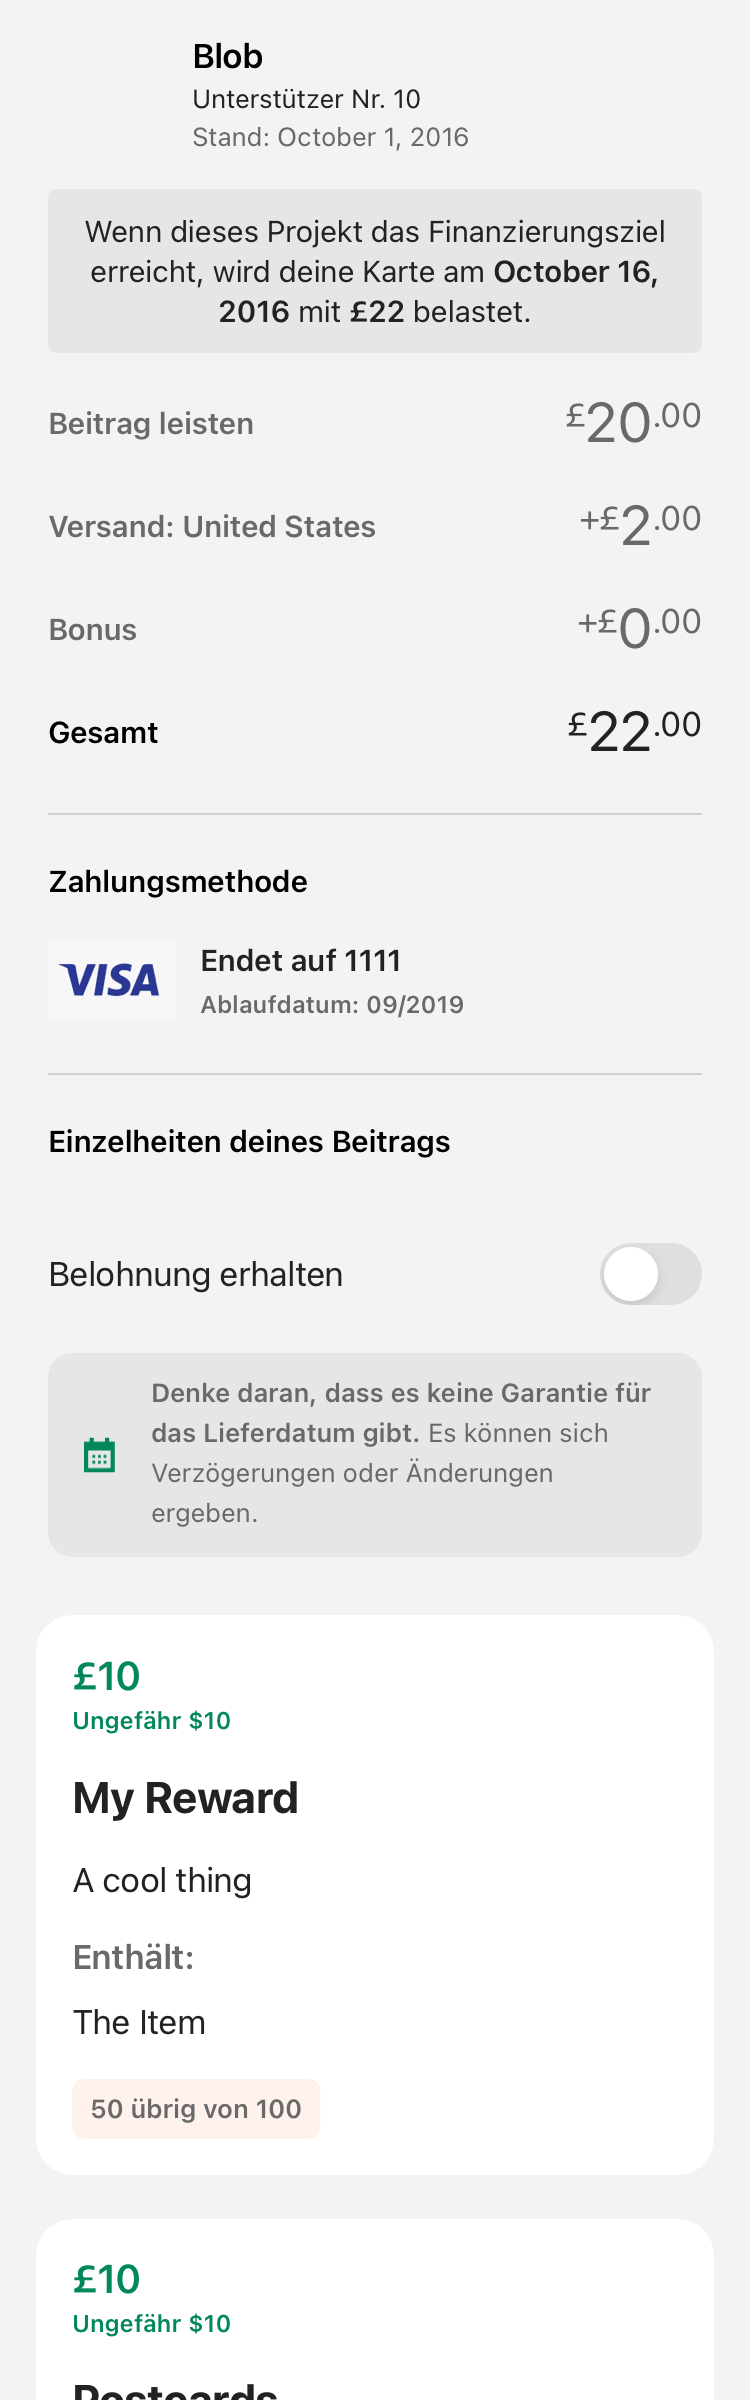 Blob
Unterstützer Nr. 10
Stand: October 1, 2016
Wenn dieses Projekt das Finanzierungsziel
erreicht, wird deine Karte am October 16,
2016 mit £22 belastet.
Beitrag leisten £20.00
Versand: United States +£2.00
Bonus +£0.00
Gesamt £22.00
Zahlungsmethode
VISA
Endet auf 1111
Ablaufdatum: 09/2019
Einzelheiten deines Beitrags
Belohnung erhalten
Denke daran, dass es keine Garantie für
das Lieferdatum gibt. Es können sich
Verzögerungen oder Änderungen
ergeben.
£10
Ungefähr $10
My Reward
A cool thing
Enthält:
The Item
50 übrig von 100
£10
Ungefähr $10
Postcards